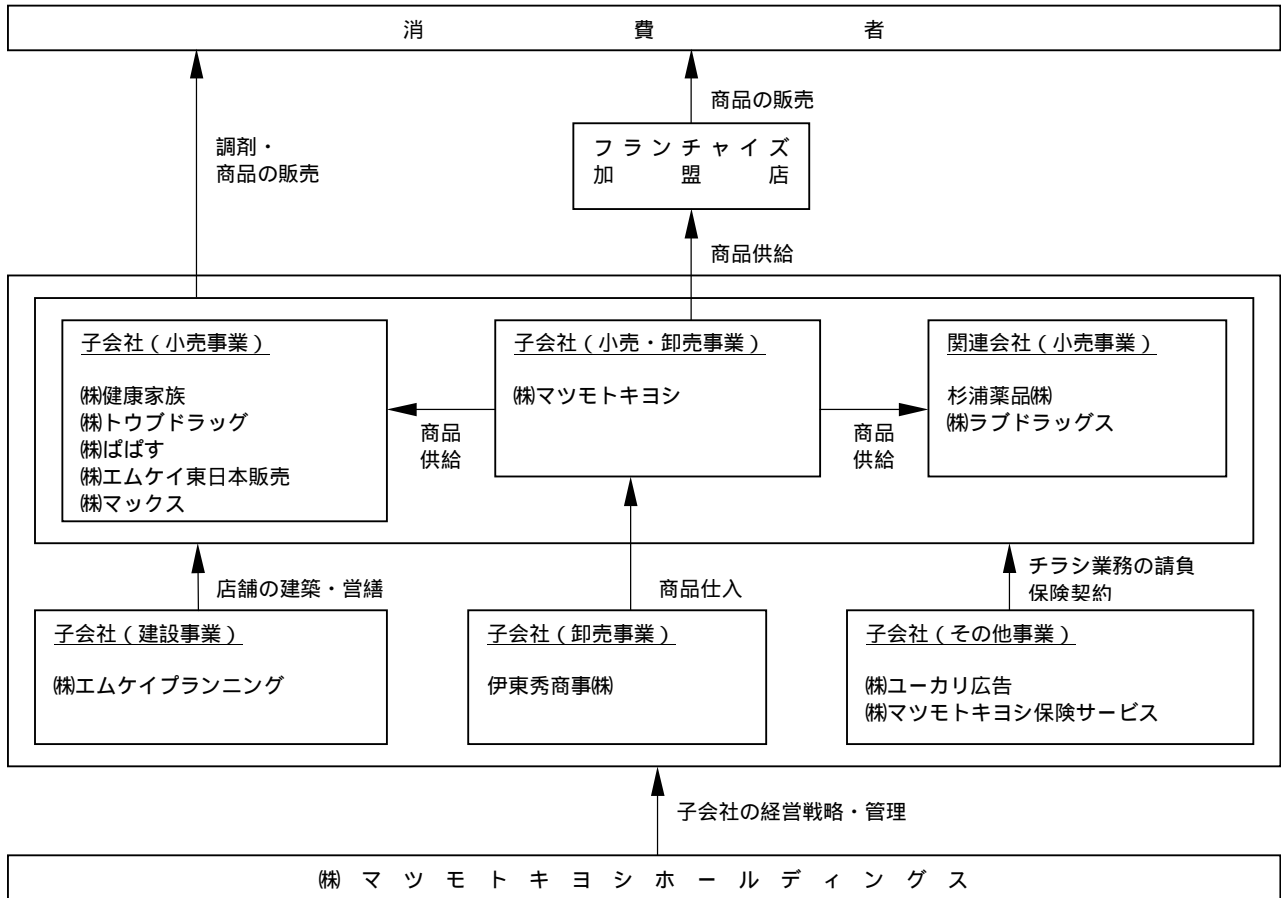 消費者
商品の販売
調剤・
商品の販売
フランチャイズ
加盟店
商品供給
子会社(小売事業)
㈱健康家族
㈱トウブドラッグ
㈱ぱぱす
㈱エムケイ東日本販売
㈱マックス
商品
供給
子会社(小売・卸売事業)
㈱マツモトキヨシ
商品
供給
関連会社(小売事業)
杉浦薬品㈱
㈱ラブドラッグス
店舗の建築・営繕
商品仕入
チラシ業務の請負
保険契約
子会社(建設事業)
㈱エムケイプランニング
子会社(卸売事業)
伊東秀商事㈱
子会社(その他事業)
㈱ユーカリ広告
㈱マツモトキヨシ保険サービス
子会社の経営戦略・管理
㈱マツモトキヨシホールディングス